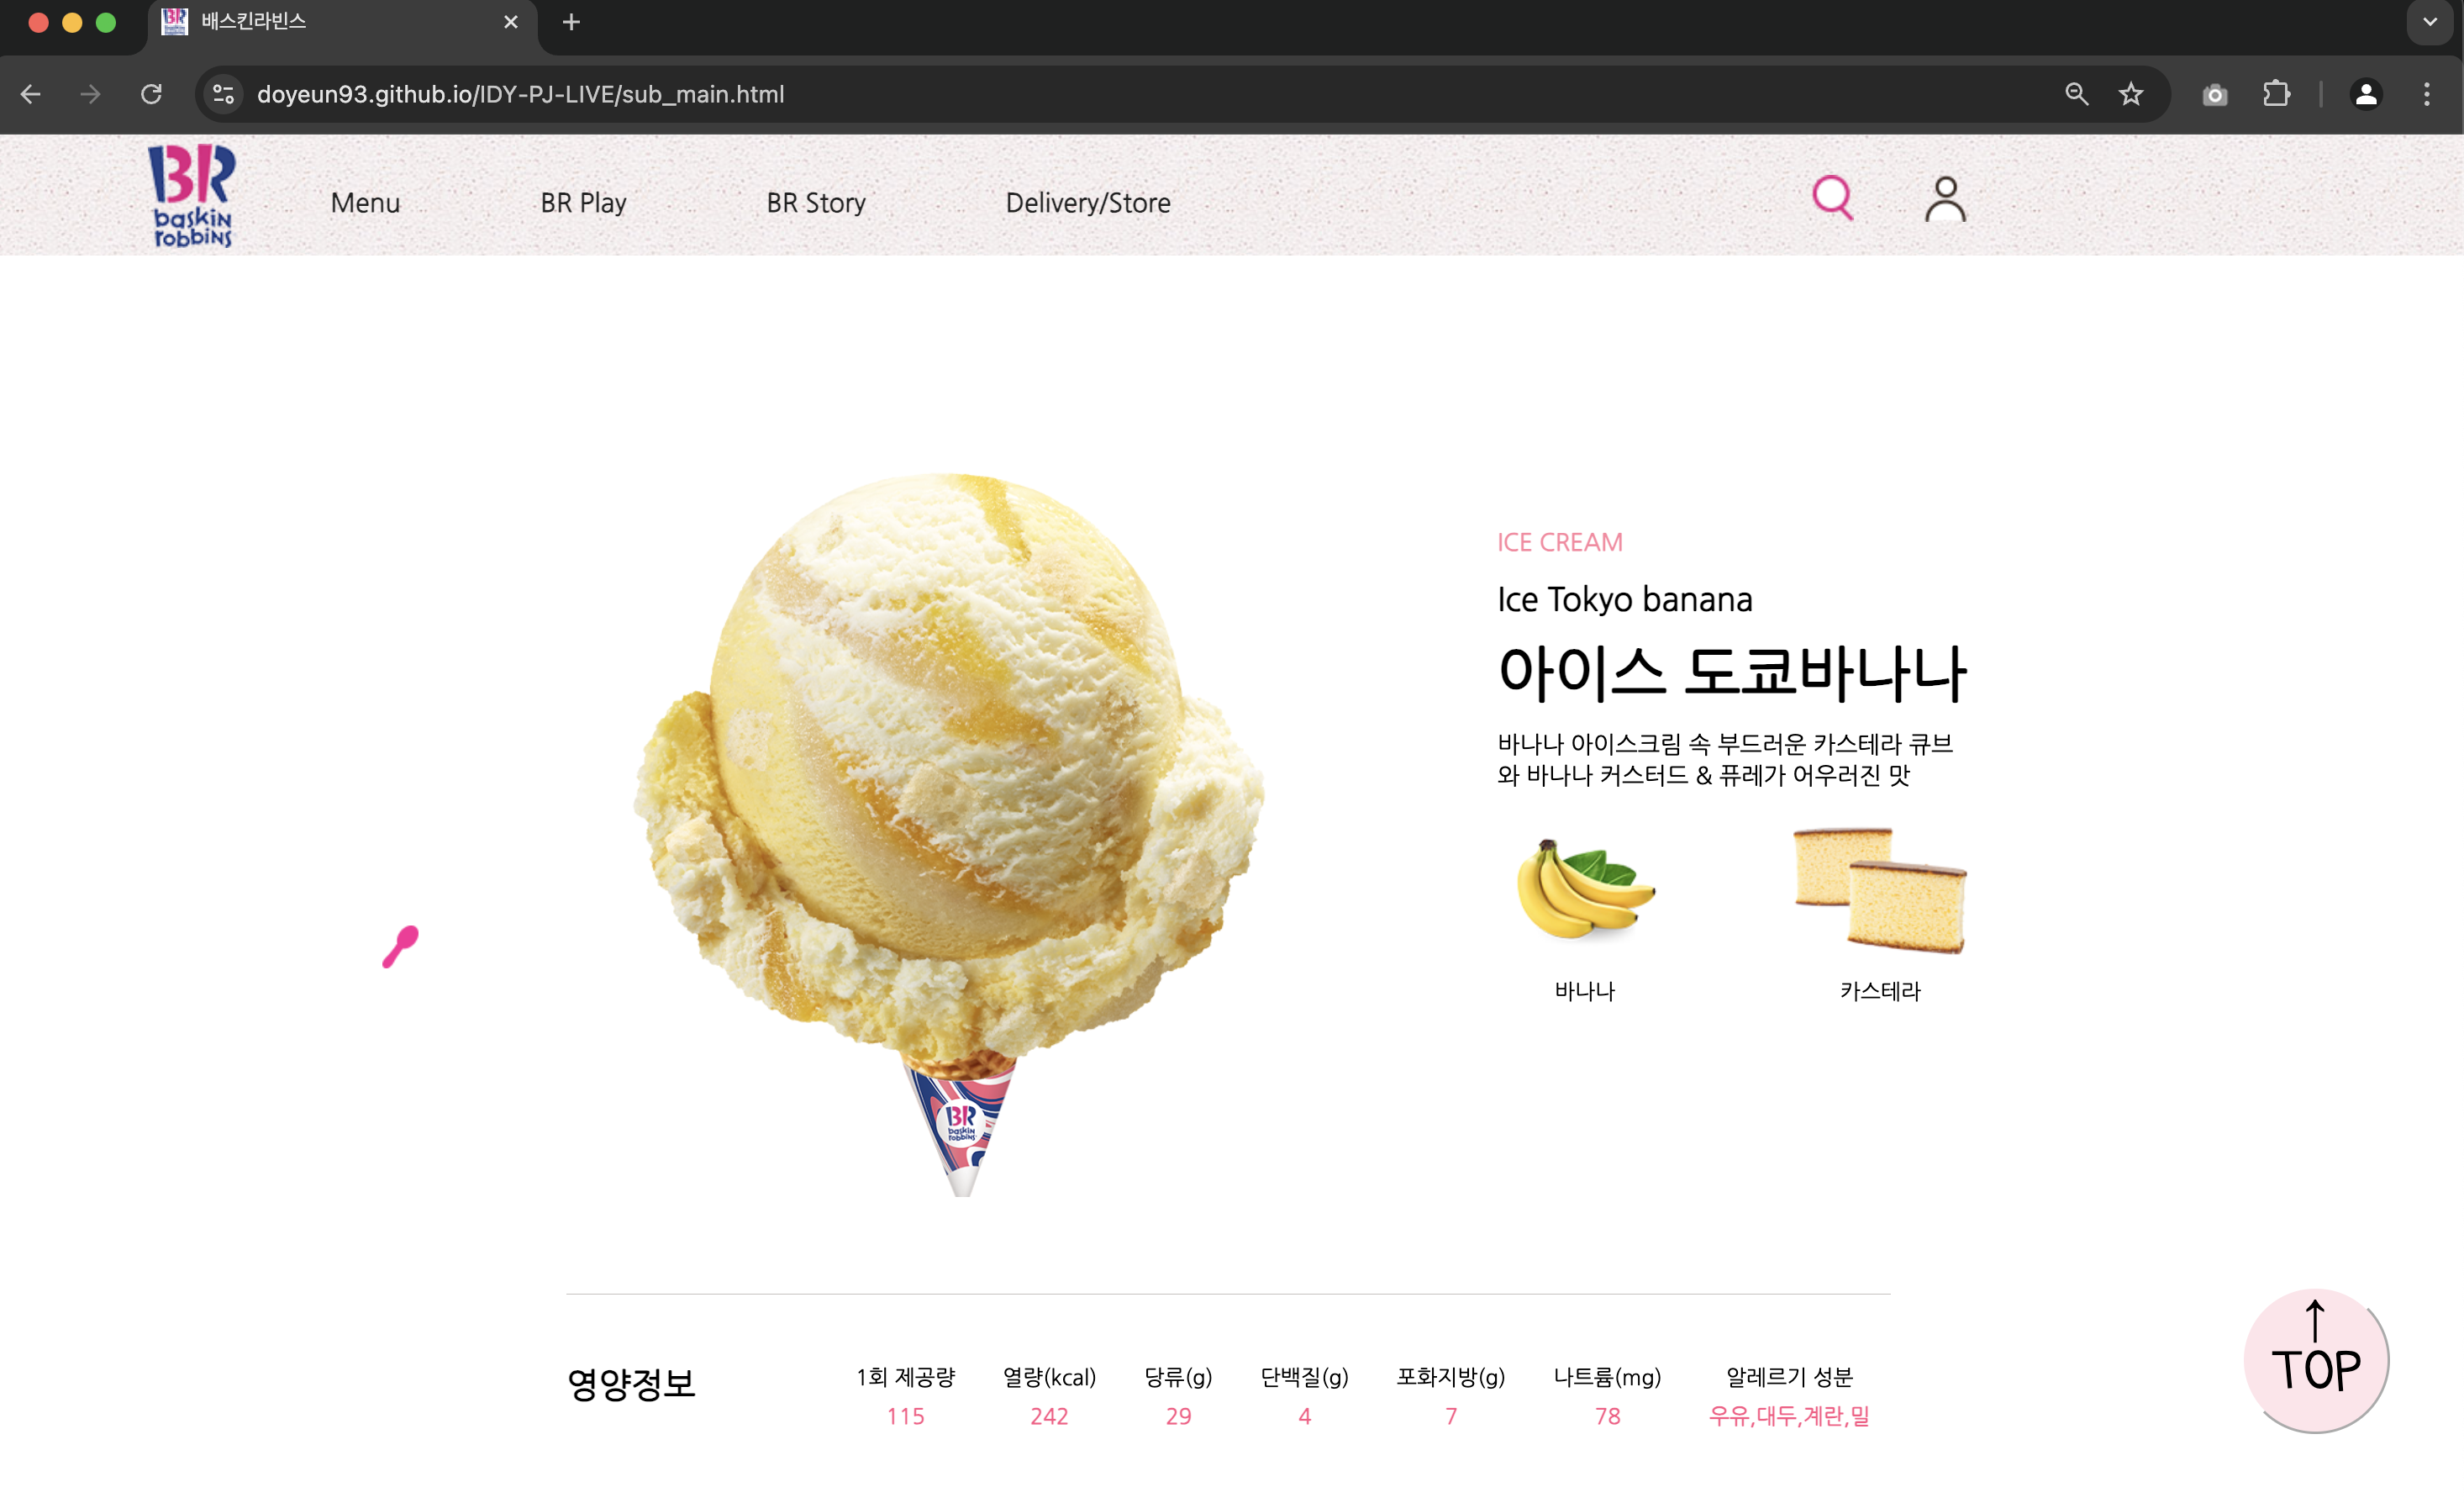 배스킨라빈스
doyeun93.github.io/IDY-PJ-LIVE/sub_main.html
BR
baskin
robbins
Menu
BR Play
BR Story
Delivery/Store
ICE CREAM
Ice Tokyo banana
아이스 도쿄바나나
바나나 아이스크림 속 부드러운 카스테라 큐브
와 바나나 커스터드 & 퓨레가 어우러진 맛
바나나
카스테라
BR
baskin
robbins
영양정보
1회 제공량
115
열량(kcal)
242
당류(g)
29
단백질(g)
4
포화지방(g)
7
나트륨(mg)
78
알레르기 성분
우유,대두,계란,밀
↑
TOP